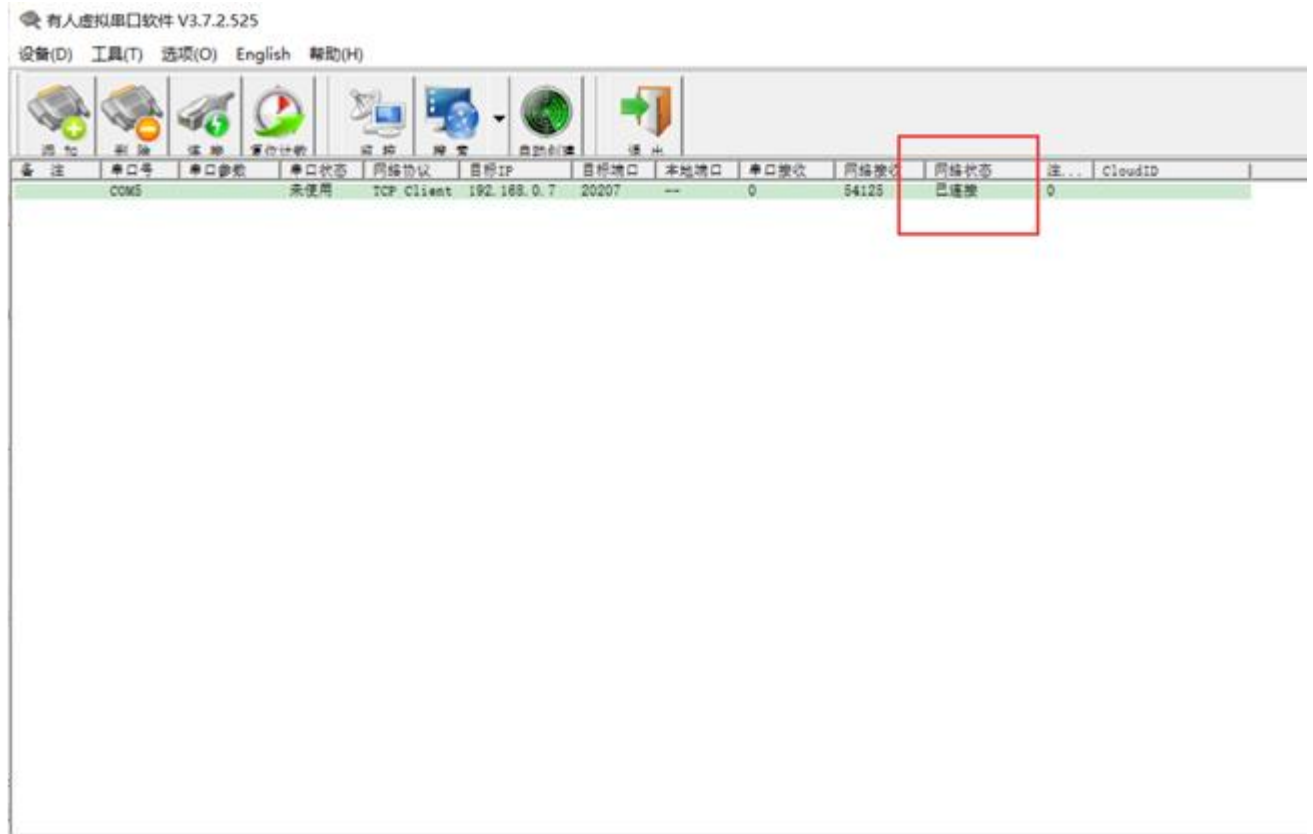 有人虚拟串口软件 V3.7.2.525
设备(D) 工具(T) 选项(O) English 帮助(H)
添 加 删 除 连 接 复位计数 监 控 搜 索 自动创建 退 出
备 注 串口号 串口参数 串口状态 网络协议 目标IP 目标端口 本地端口 串口接收 网络接收 网络状态 注... CloudID
COM5 未使用 TCP Client 192.168.0.7 20207 -- 0 54125 已连接 0